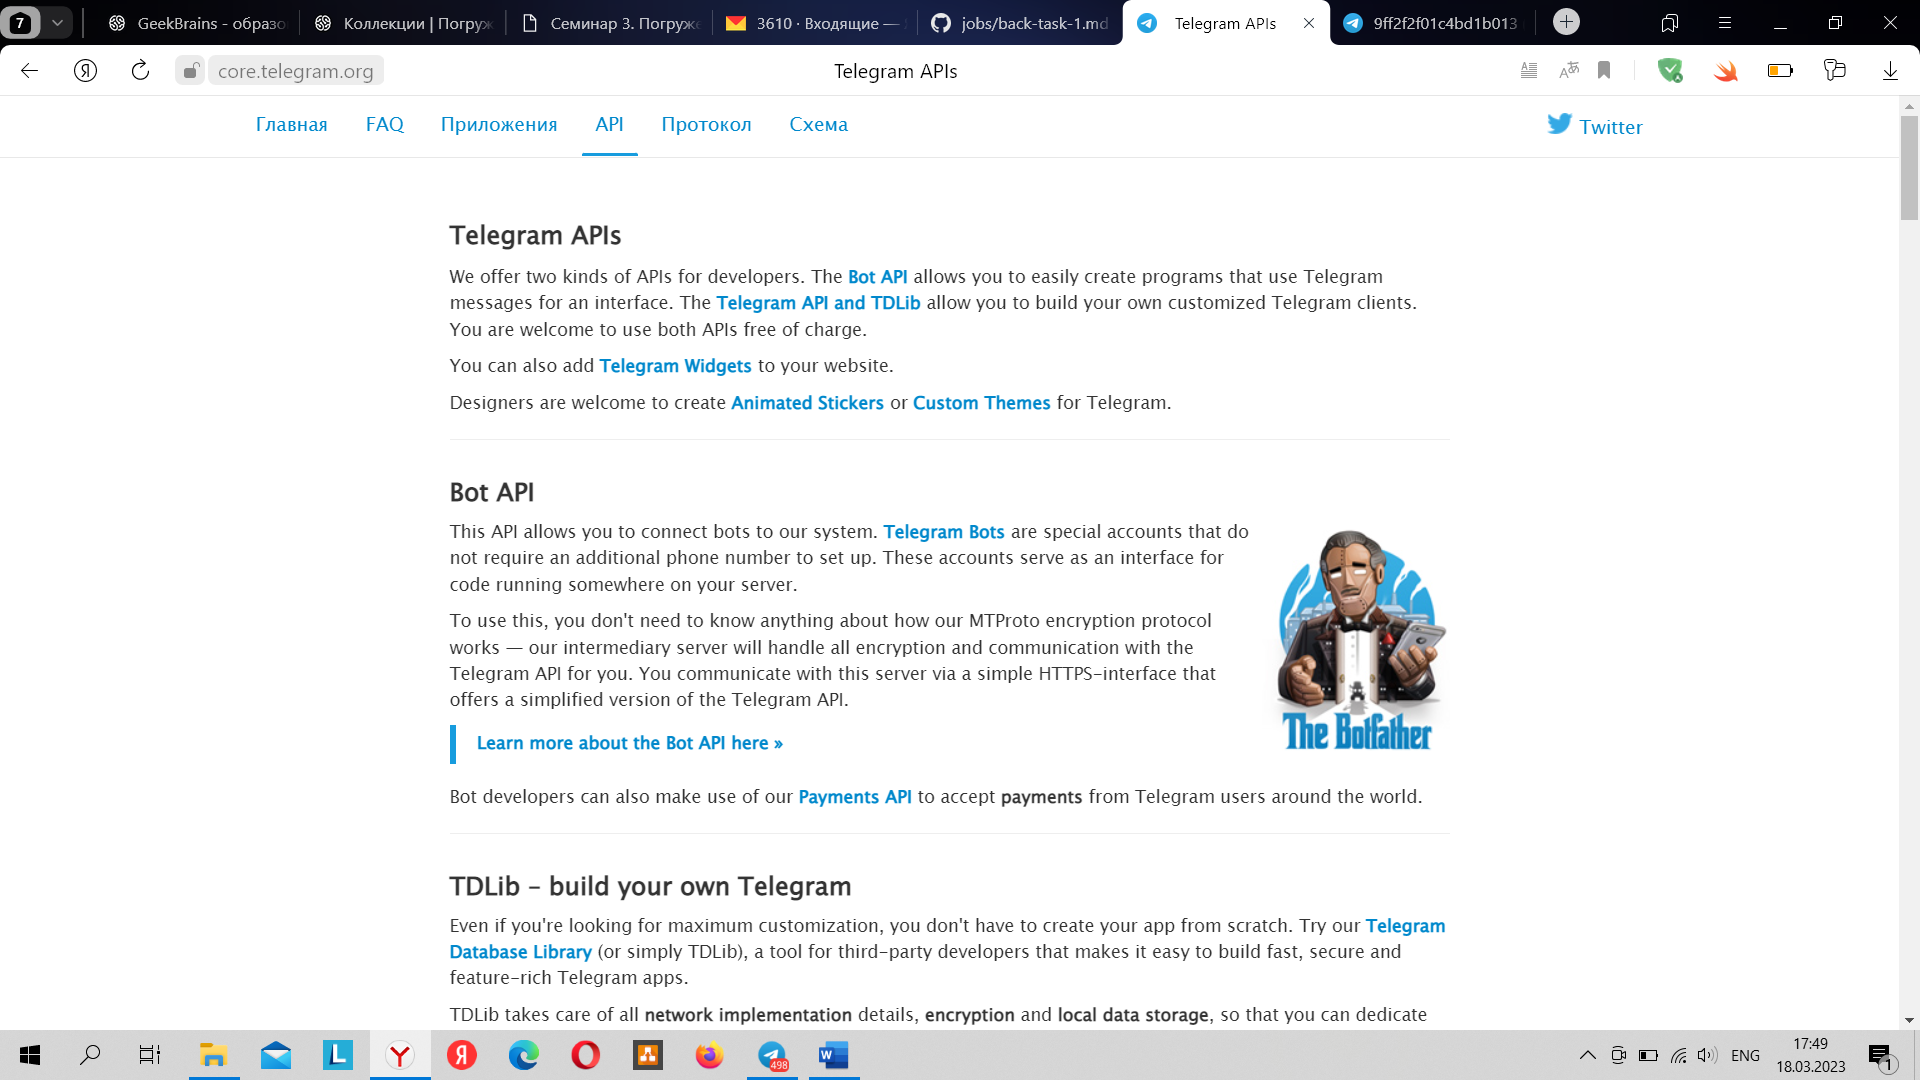 7
GeekBrains - образо
Коллекции | Погруж
Семинар 3. Погруже
3610 · Входящие —
jobs/back-task-1.md
Telegram APIs
9ff2f2f01c4bd1b013
core.telegram.org
Telegram APIs
Главная FAQ Приложения API Протокол Схема Twitter
Telegram APIs
We offer two kinds of APIs for developers. The Bot API allows you to easily create programs that use Telegram
messages for an interface. The Telegram API and TDLib allow you to build your own customized Telegram clients.
You are welcome to use both APIs free of charge.
You can also add Telegram Widgets to your website.
Designers are welcome to create Animated Stickers or Custom Themes for Telegram.
Bot API
This API allows you to connect bots to our system. Telegram Bots are special accounts that do
not require an additional phone number to set up. These accounts serve as an interface for
code running somewhere on your server.
To use this, you don't need to know anything about how our MTProto encryption protocol
works — our intermediary server will handle all encryption and communication with the
Telegram API for you. You communicate with this server via a simple HTTPS-interface that
offers a simplified version of the Telegram API.
The Botfather
Learn more about the Bot API here »
Bot developers can also make use of our Payments API to accept payments from Telegram users around the world.
TDLib – build your own Telegram
Even if you're looking for maximum customization, you don't have to create your app from scratch. Try our Telegram
Database Library (or simply TDLib), a tool for third-party developers that makes it easy to build fast, secure and
feature-rich Telegram apps.
TDLib takes care of all network implementation details, encryption and local data storage, so that you can dedicate
498
ENG
17:49
18.03.2023
1